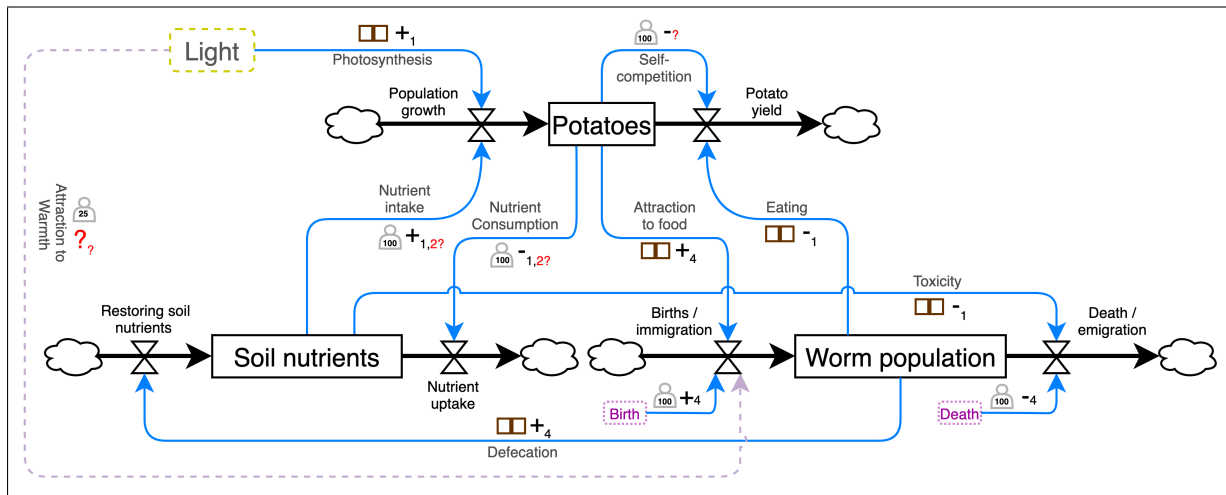 Light
+1
Photosynthesis
100 -?
Self-
competition
Population
growth
Potatoes
Potato
yield
Attraction to
Warmth
25
??
Nutrient
intake
100 +1,2?
Nutrient
Consumption
100 -1,2?
Attraction
to food
+4
Eating
-1
Toxicity
-1
Restoring soil
nutrients
Soil nutrients
Nutrient
uptake
Births /
immigration
Worm population
Death /
emigration
Birth
100 +4
Death
100 -4
+4
Defecation